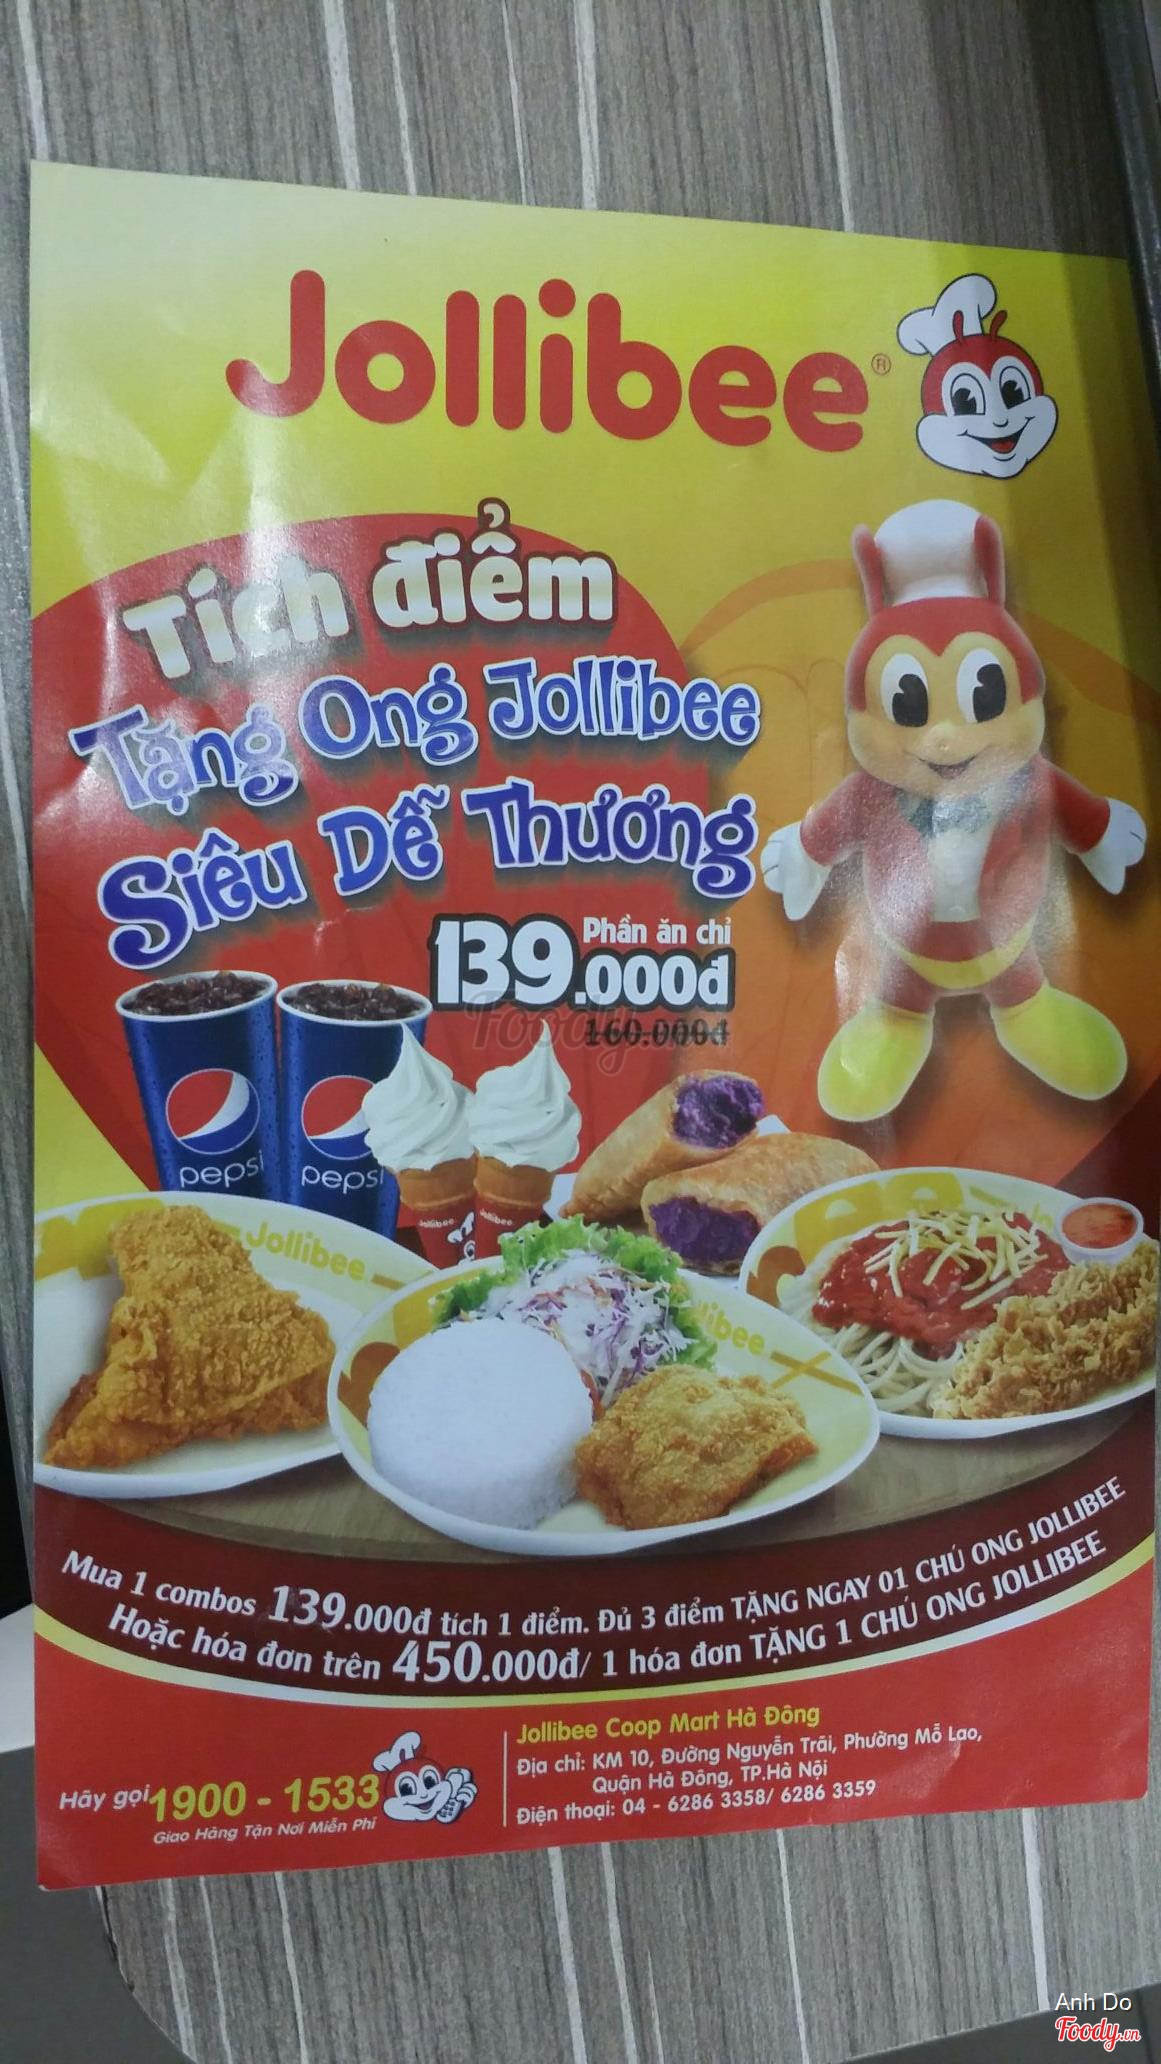 Jollibee®
Tích điểm
Tặng Ong Jollibee
Siêu Dễ Thương
Phần ăn chỉ
139.000đ
160.000đ
Foody.vn
pepsi
pepsi
Jollibee
Jollibee
Jollibee.
Mua 1 combos 139.000đ tích 1 điểm. Đủ 3 điểm TẶNG NGAY 01 CHÚ ONG JOLLIBEE
Hoặc hóa đơn trên 450.000đ/ 1 hóa đơn TẶNG 1 CHÚ ONG JOLLIBEE
Hãy gọi 1900 - 1533
Giao Hàng Tận Nơi Miễn Phí
Jollibee Coop Mart Hà Đông
Địa chỉ: KM 10, Đường Nguyễn Trãi, Phường Mỗ Lao,
Quận Hà Đông, TP.Hà Nội
Điện thoại: 04 - 6286 3358/ 6286 3359
Anh Do
Foody.vn